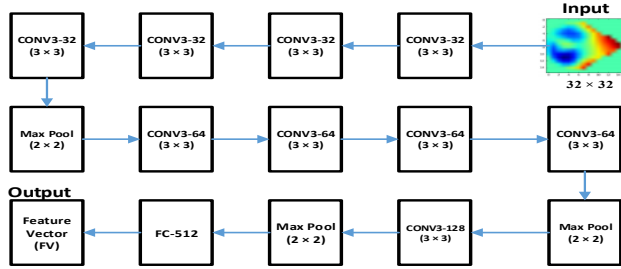 Input
CONV3-32
(3 × 3)
CONV3-32
(3 × 3)
CONV3-32
(3 × 3)
CONV3-32
(3 × 3)
32 × 32
Max Pool
(2 × 2)
CONV3-64
(3 × 3)
CONV3-64
(3 × 3)
CONV3-64
(3 × 3)
CONV3-64
(3 × 3)
Output
Feature
Vector
(FV)
FC-512
Max Pool
(2 × 2)
CONV3-128
(3 × 3)
Max Pool
(2 × 2)